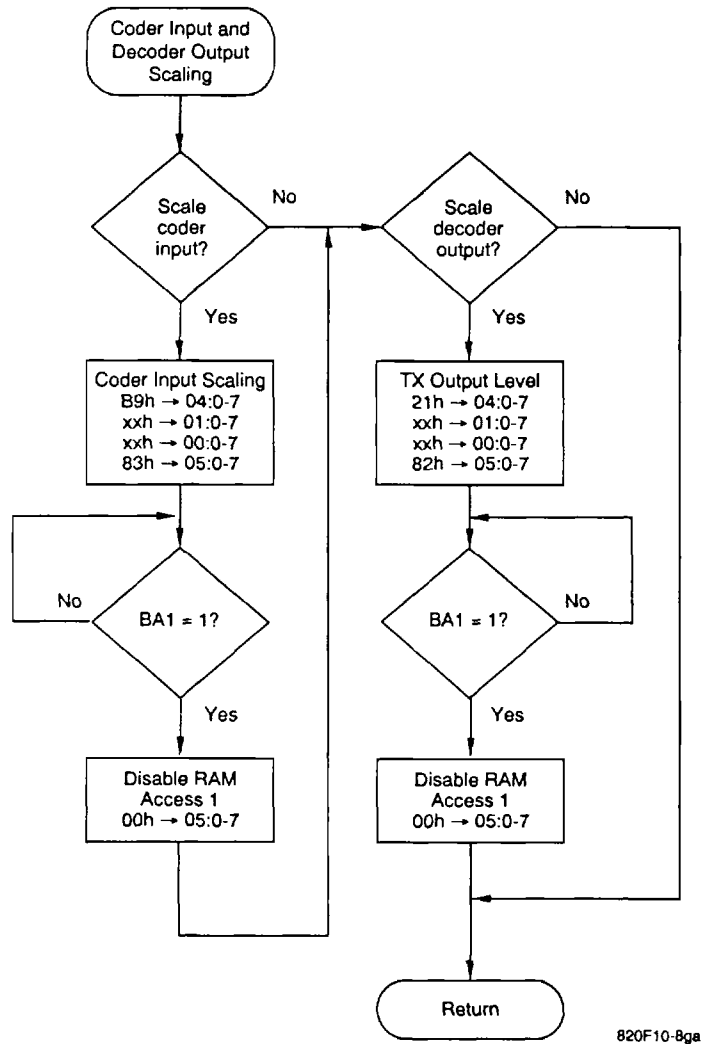 Coder Input and
Decoder Output
Scaling
Scale
coder
input?
No
Yes
Coder Input Scaling
B9h → 04:0-7
xxh → 01:0-7
xxh → 00:0-7
83h → 05:0-7
BA1 = 1?
No
Yes
Disable RAM
Access 1
00h → 05:0-7
Scale
decoder
output?
No
Yes
TX Output Level
21h → 04:0-7
xxh → 01:0-7
xxh → 00:0-7
82h → 05:0-7
BA1 = 1?
No
Yes
Disable RAM
Access 1
00h → 05:0-7
Return
820F10-8ga